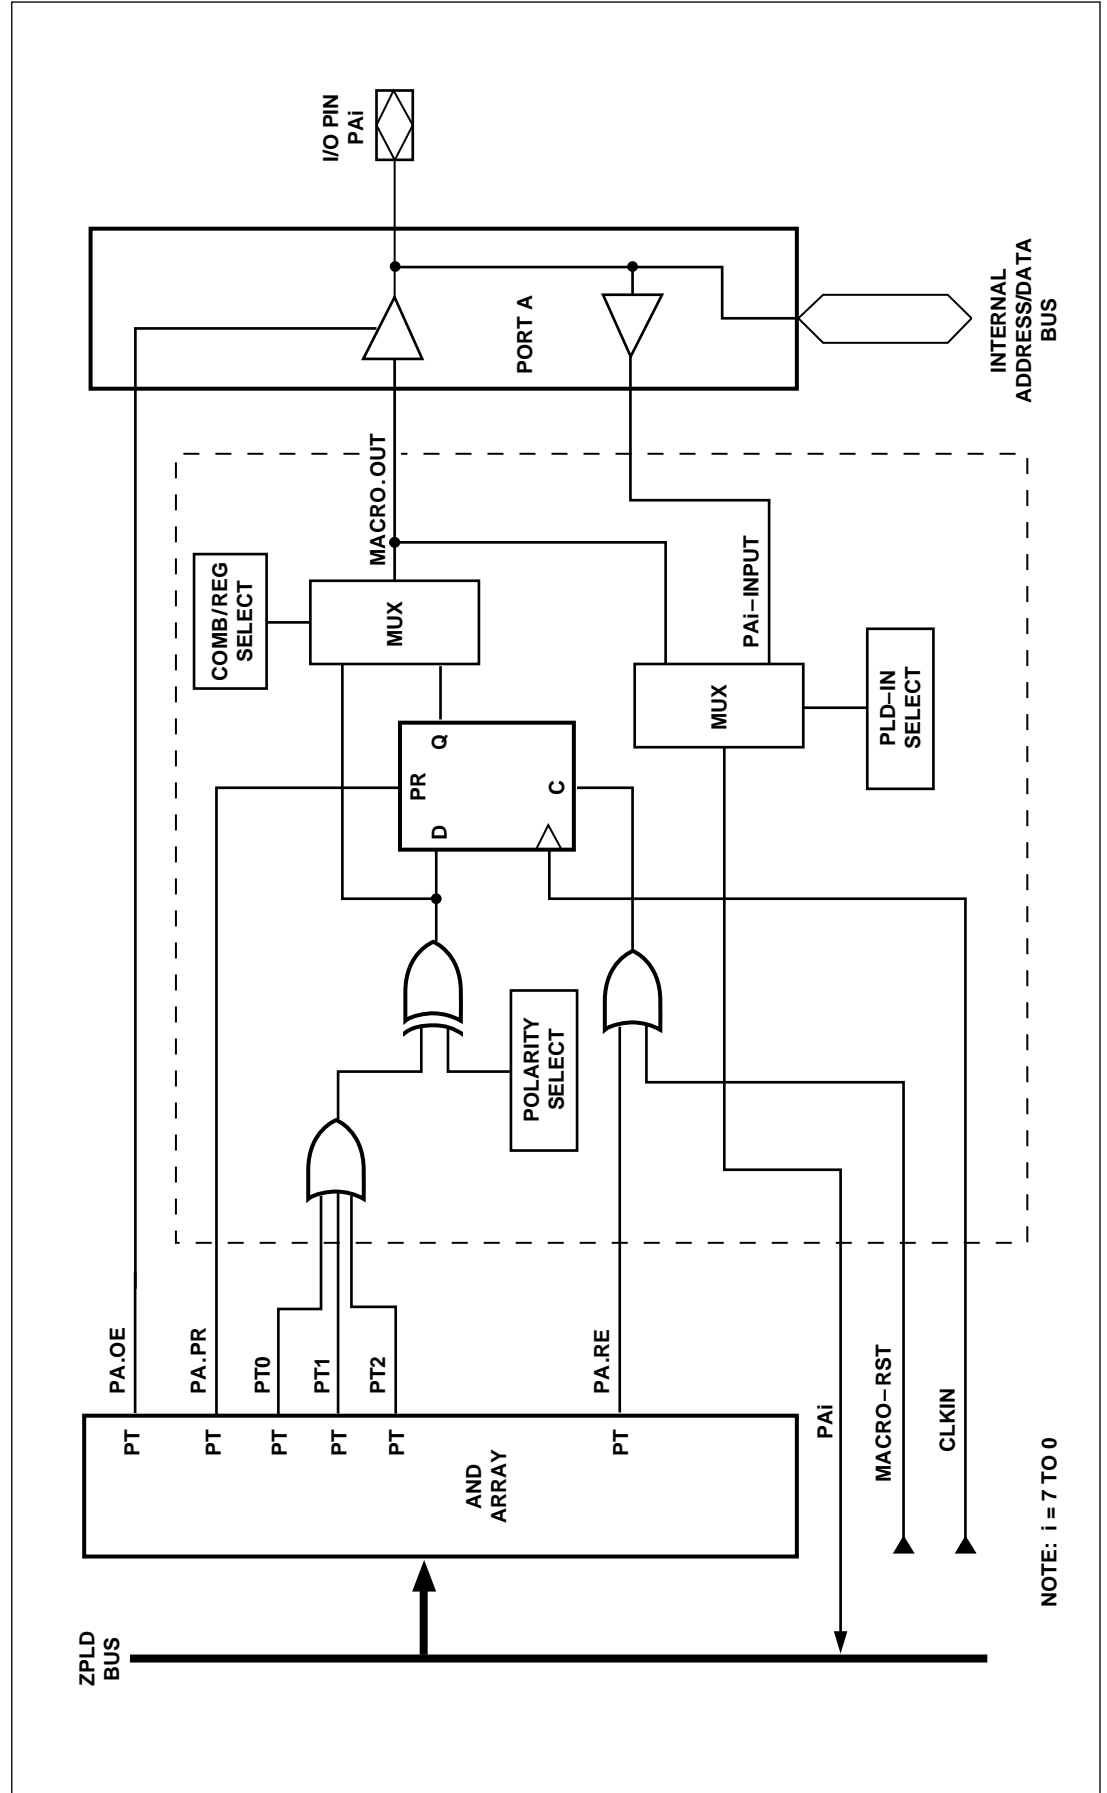 ZPLD
BUS
AND
ARRAY
PT
PT
PT
PT
PT
PT
PA.OE
PA.PR
PT0
PT1
PT2
PA.RE
PAi
MACRO–RST
CLKIN
POLARITY
SELECT
D
PR
Q
C
COMB/REG
SELECT
MUX
MACRO.OUT
MUX
PAi–INPUT
PLD–IN
SELECT
PORT A
I/O PIN
PAi
INTERNAL
ADDRESS/DATA
BUS
NOTE: i = 7 TO 0